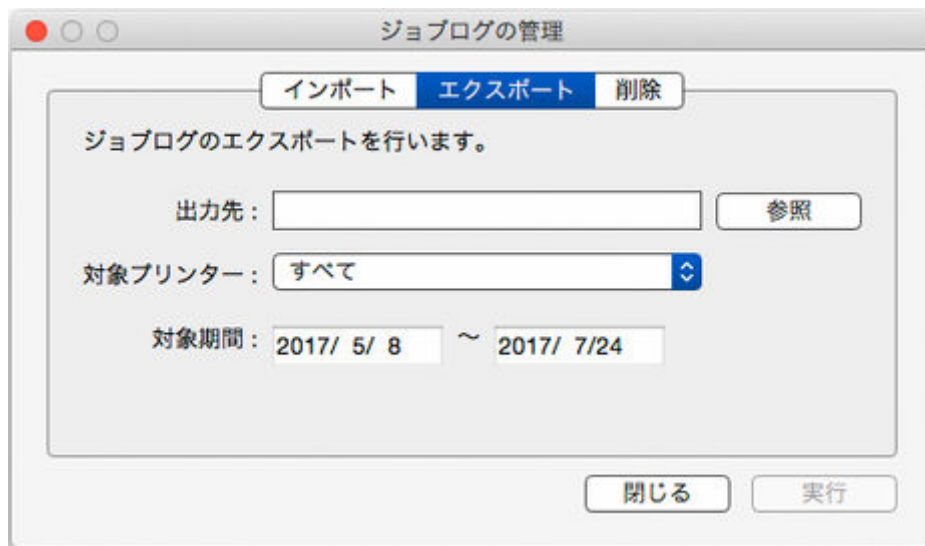 ジョブログの管理
インポート エクスポート 削除
ジョブログのエクスポートを行います。
出力先： 参照
対象プリンター： すべて
対象期間： 2017/ 5/ 8 〜 2017/ 7/24
閉じる 実行